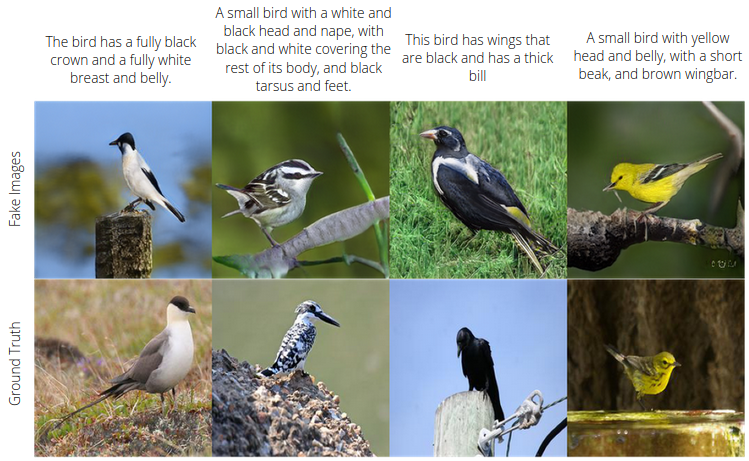 The bird has a fully black
crown and a fully white
breast and belly.
A small bird with a white and
black head and nape, with
black and white covering the
rest of its body, and black
tarsus and feet.
This bird has wings that
are black and has a thick
bill
A small bird with yellow
head and belly, with a short
beak, and brown wingbar.
Fake Images
Ground Truth